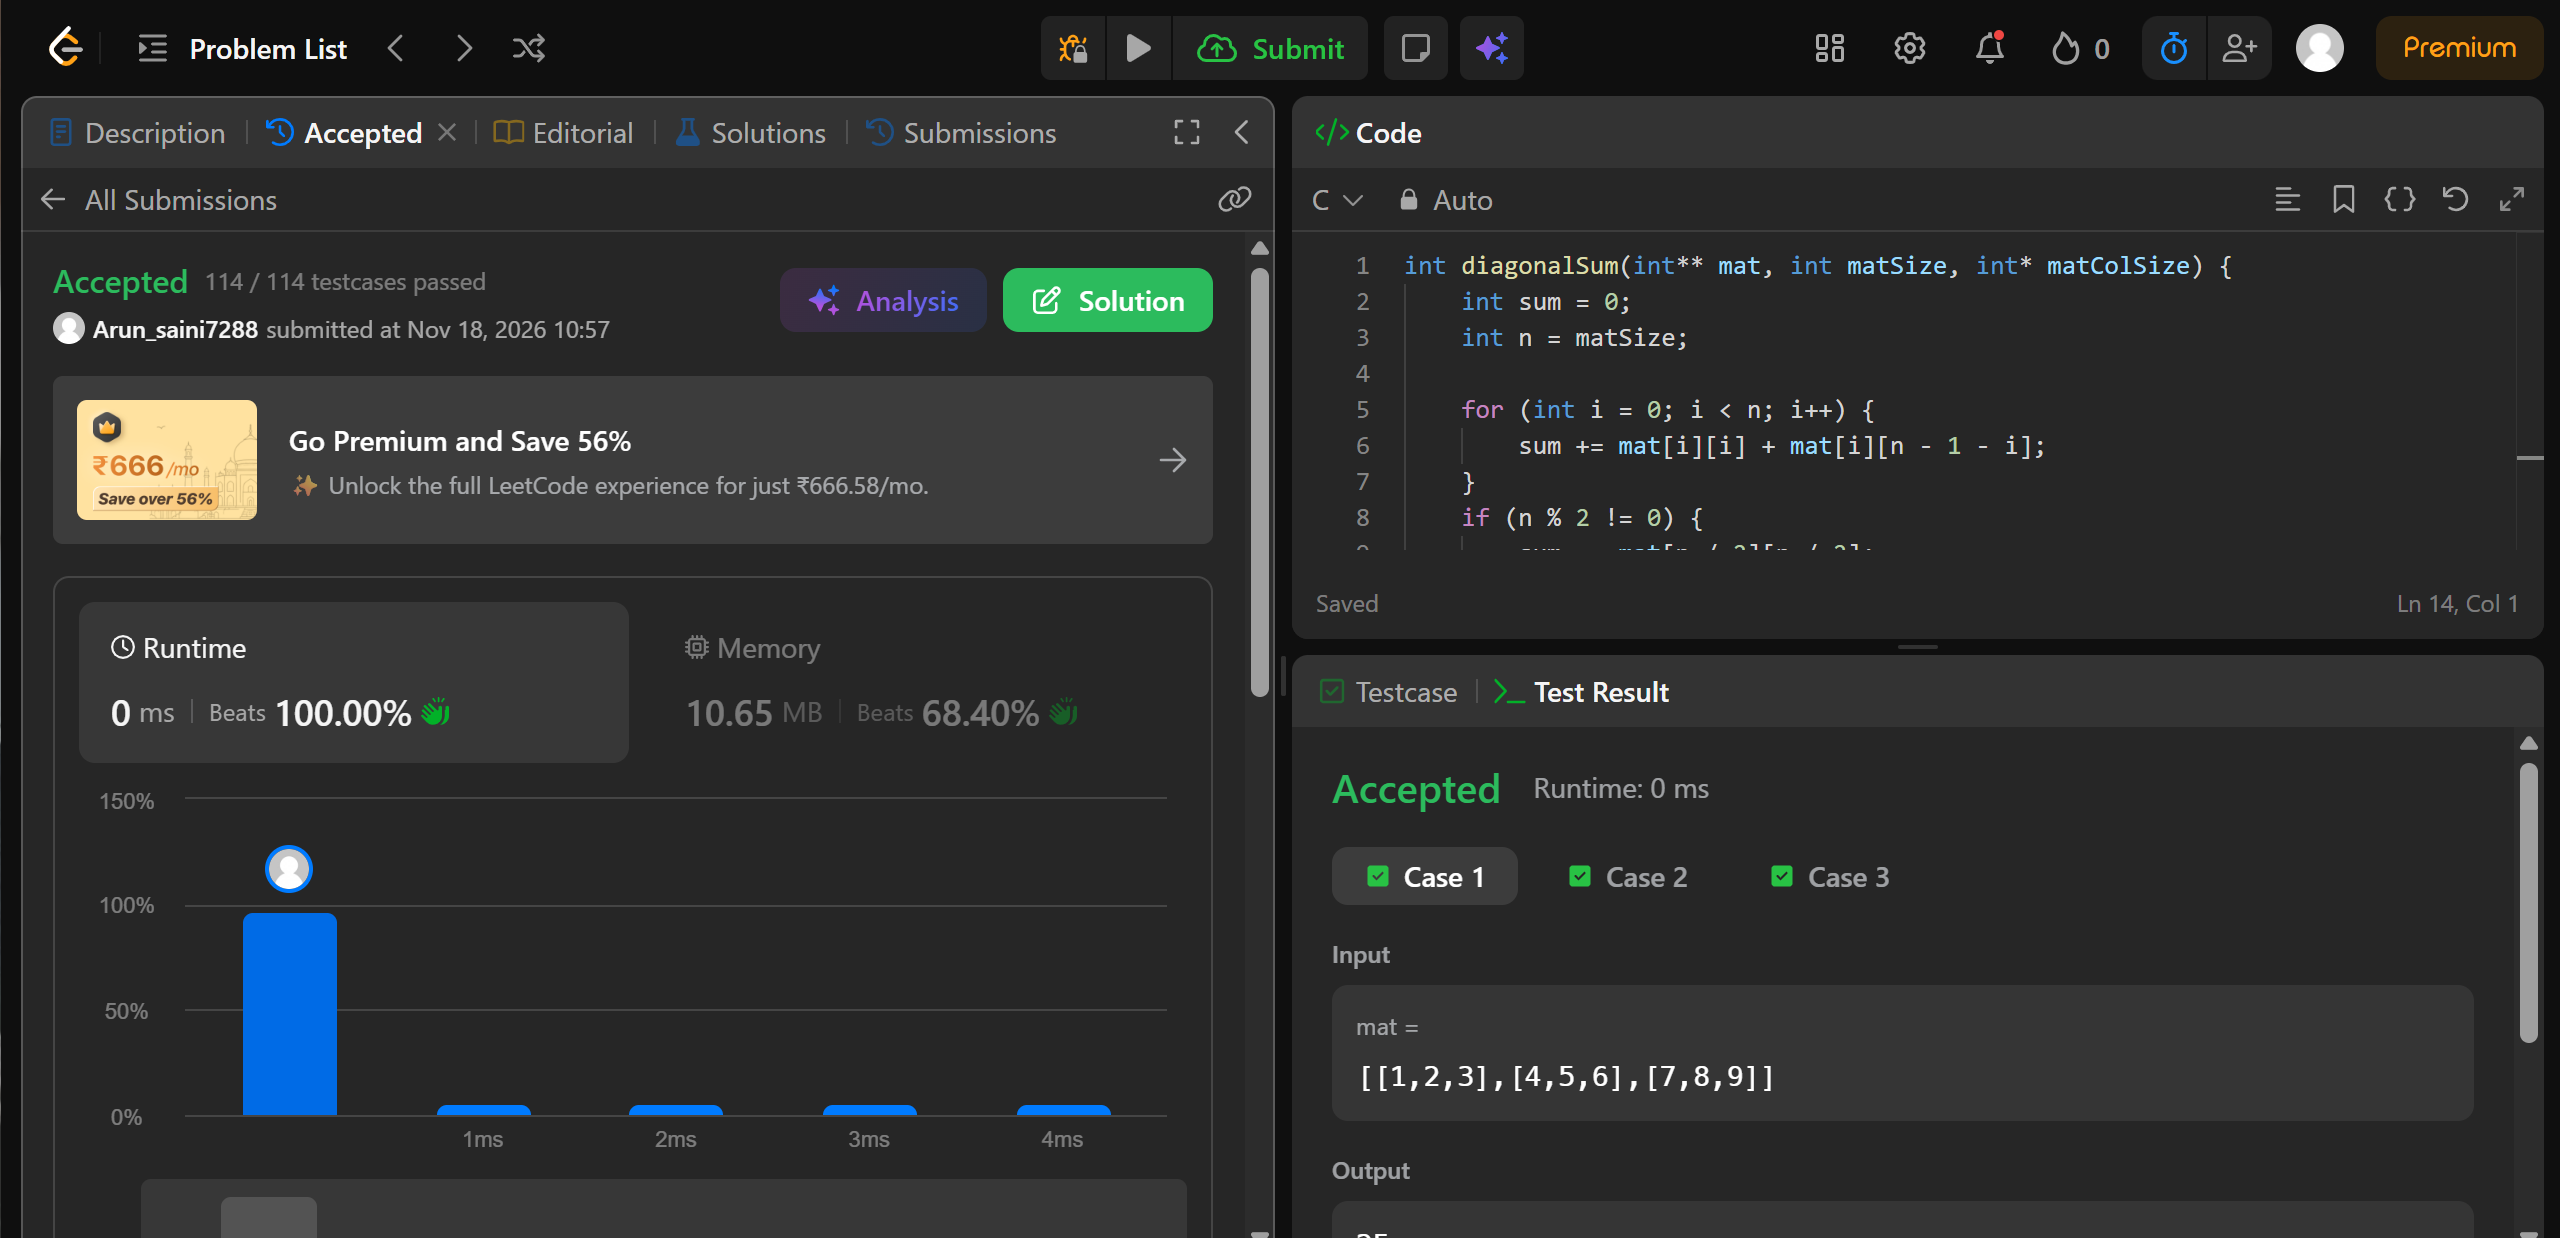 Problem List
Submit
0
Premium
Description
Accepted
Editorial
Solutions
Submissions
All Submissions
Accepted 114 / 114 testcases passed
Arun_saini7288 submitted at Nov 18, 2026 10:57
Analysis
Solution
₹666 /mo
Save over 56%
Go Premium and Save 56%
✨ Unlock the full LeetCode experience for just ₹666.58/mo.
Runtime
0 ms Beats 100.00%
Memory
10.65 MB Beats 68.40%
150%
100%
50%
0%
1ms 2ms 3ms 4ms
</> Code
C Auto
1 int diagonalSum(int** mat, int matSize, int* matColSize) {
2 int sum = 0;
3 int n = matSize;
4
5 for (int i = 0; i < n; i++) {
6 sum += mat[i][i] + mat[i][n - 1 - i];
7 }
8 if (n % 2 != 0) {
Saved
Ln 14, Col 1
Testcase
Test Result
Accepted Runtime: 0 ms
Case 1 Case 2 Case 3
Input
mat =
[[1,2,3],[4,5,6],[7,8,9]]
Output